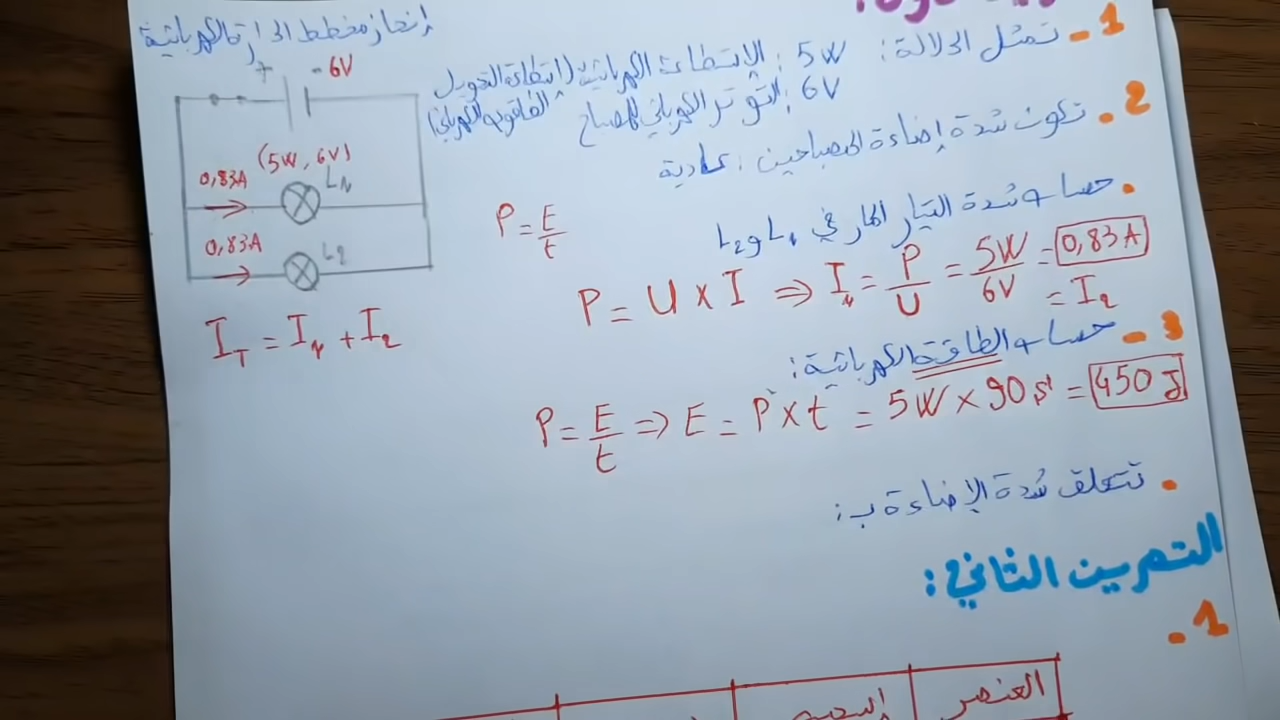 1 - تمثل الدلالة: 5W : الاستطاعة الكهربائية (استطاعة التحويل
6V : التوتر الكهربائي للمصباح
2 . تكون شدة إضاءة المصباحين : عادية
. حساب شدة التيار المار في L₁ و L₂
P = E/t
P = U x I ⇒ I₁ = P/U = 5W/6V = 0,83A
= I₂
3 - حساب الطاقة الكهربائية :
P = E/t ⇒ E = P x t = 5W x 90s = 450 J
. تتعلق شدة الإضاءة بـ :
التمرين الثاني :
1 .
العنصر
إنجاز مخطط الدارة الكهربائية
+ - 6V
(5W, 6V)
0,83A L₁
0,83A L₂
I_T = I₁ + I₂